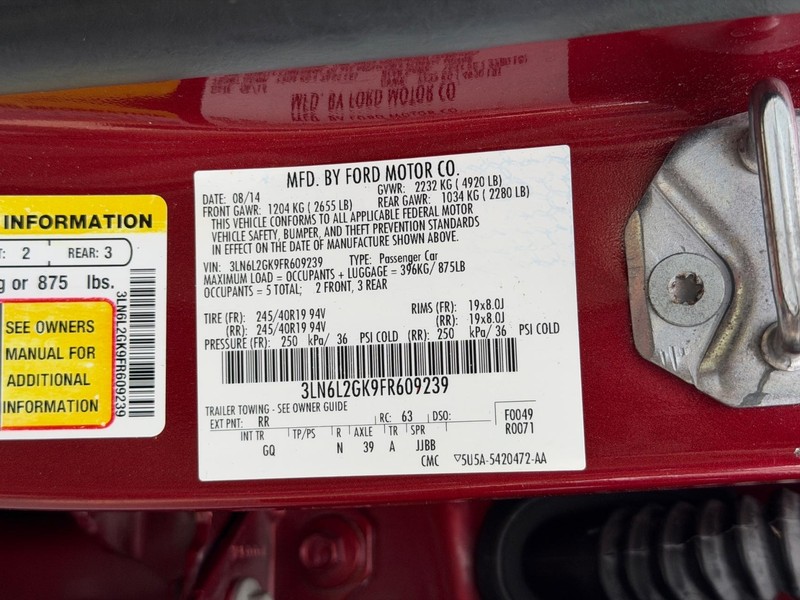 MFD. BY FORD MOTOR CO.
DATE: 08/14 GVWR: 2232 KG ( 4920 LB)
FRONT GAWR: 1204 KG ( 2655 LB) REAR GAWR: 1034 KG ( 2280 LB)
THIS VEHICLE CONFORMS TO ALL APPLICABLE FEDERAL MOTOR
VEHICLE SAFETY, BUMPER, AND THEFT PREVENTION STANDARDS
IN EFFECT ON THE DATE OF MANUFACTURE SHOWN ABOVE.
VIN: 3LN6L2GK9FR609239 TYPE: Passenger Car
MAXIMUM LOAD = OCCUPANTS + LUGGAGE = 396KG/ 875LB
OCCUPANTS = 5 TOTAL; 2 FRONT, 3 REAR
TIRE (FR): 245/40R19 94V RIMS (FR): 19x8.0J
(RR): 245/40R19 94V (RR): 19x8.0J
PRESSURE (FR): 250 kPa/ 36 PSI COLD (RR): 250 kPa/ 36 PSI COLD
3LN6L2GK9FR609239
TRAILER TOWING - SEE OWNER GUIDE
EXT PNT: RR RC: 63 DSO: F0049
R0071
INT TR TP/PS R AXLE TR SPR
GQ N 39 A JJBB
CMC 5U5A-5420472-AA
INFORMATION
2 REAR: 3
or 875 lbs.
SEE OWNERS
MANUAL FOR
ADDITIONAL
INFORMATION
3LN6L2GK9FR609239
MFD. BY FORD MOTOR CO